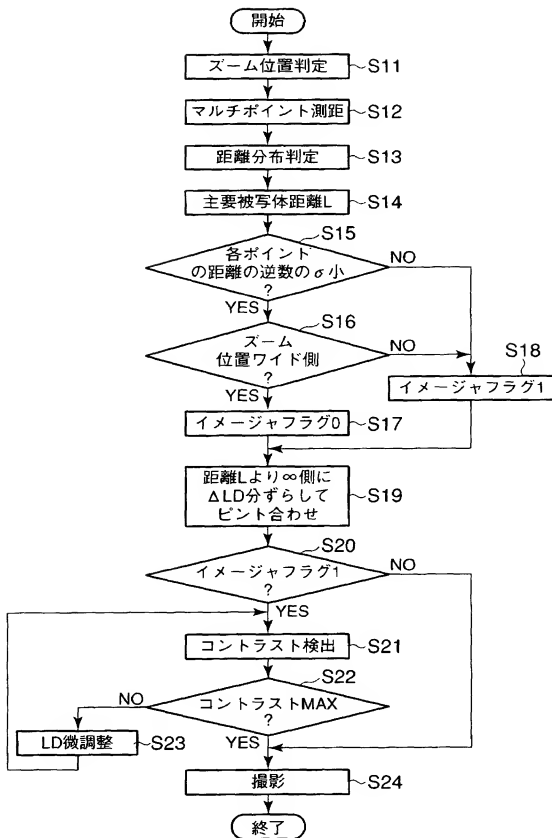 開始
ズーム位置判定
S11
マルチポイント測距
S12
距離分布判定
S13
主要被写体距離L
S14
S15
各ポイント
の距離の逆数のσ小
?
NO
YES
S16
ズーム
位置ワイド側
?
NO
YES
S18
イメージャフラグ1
イメージャフラグ0
S17
距離Lより∞側に
ΔLD分ずらして
ピント合わせ
S19
S20
イメージャフラグ1
?
NO
YES
コントラスト検出
S21
S22
コントラストMAX
?
NO
YES
LD微調整
S23
撮影
S24
終了